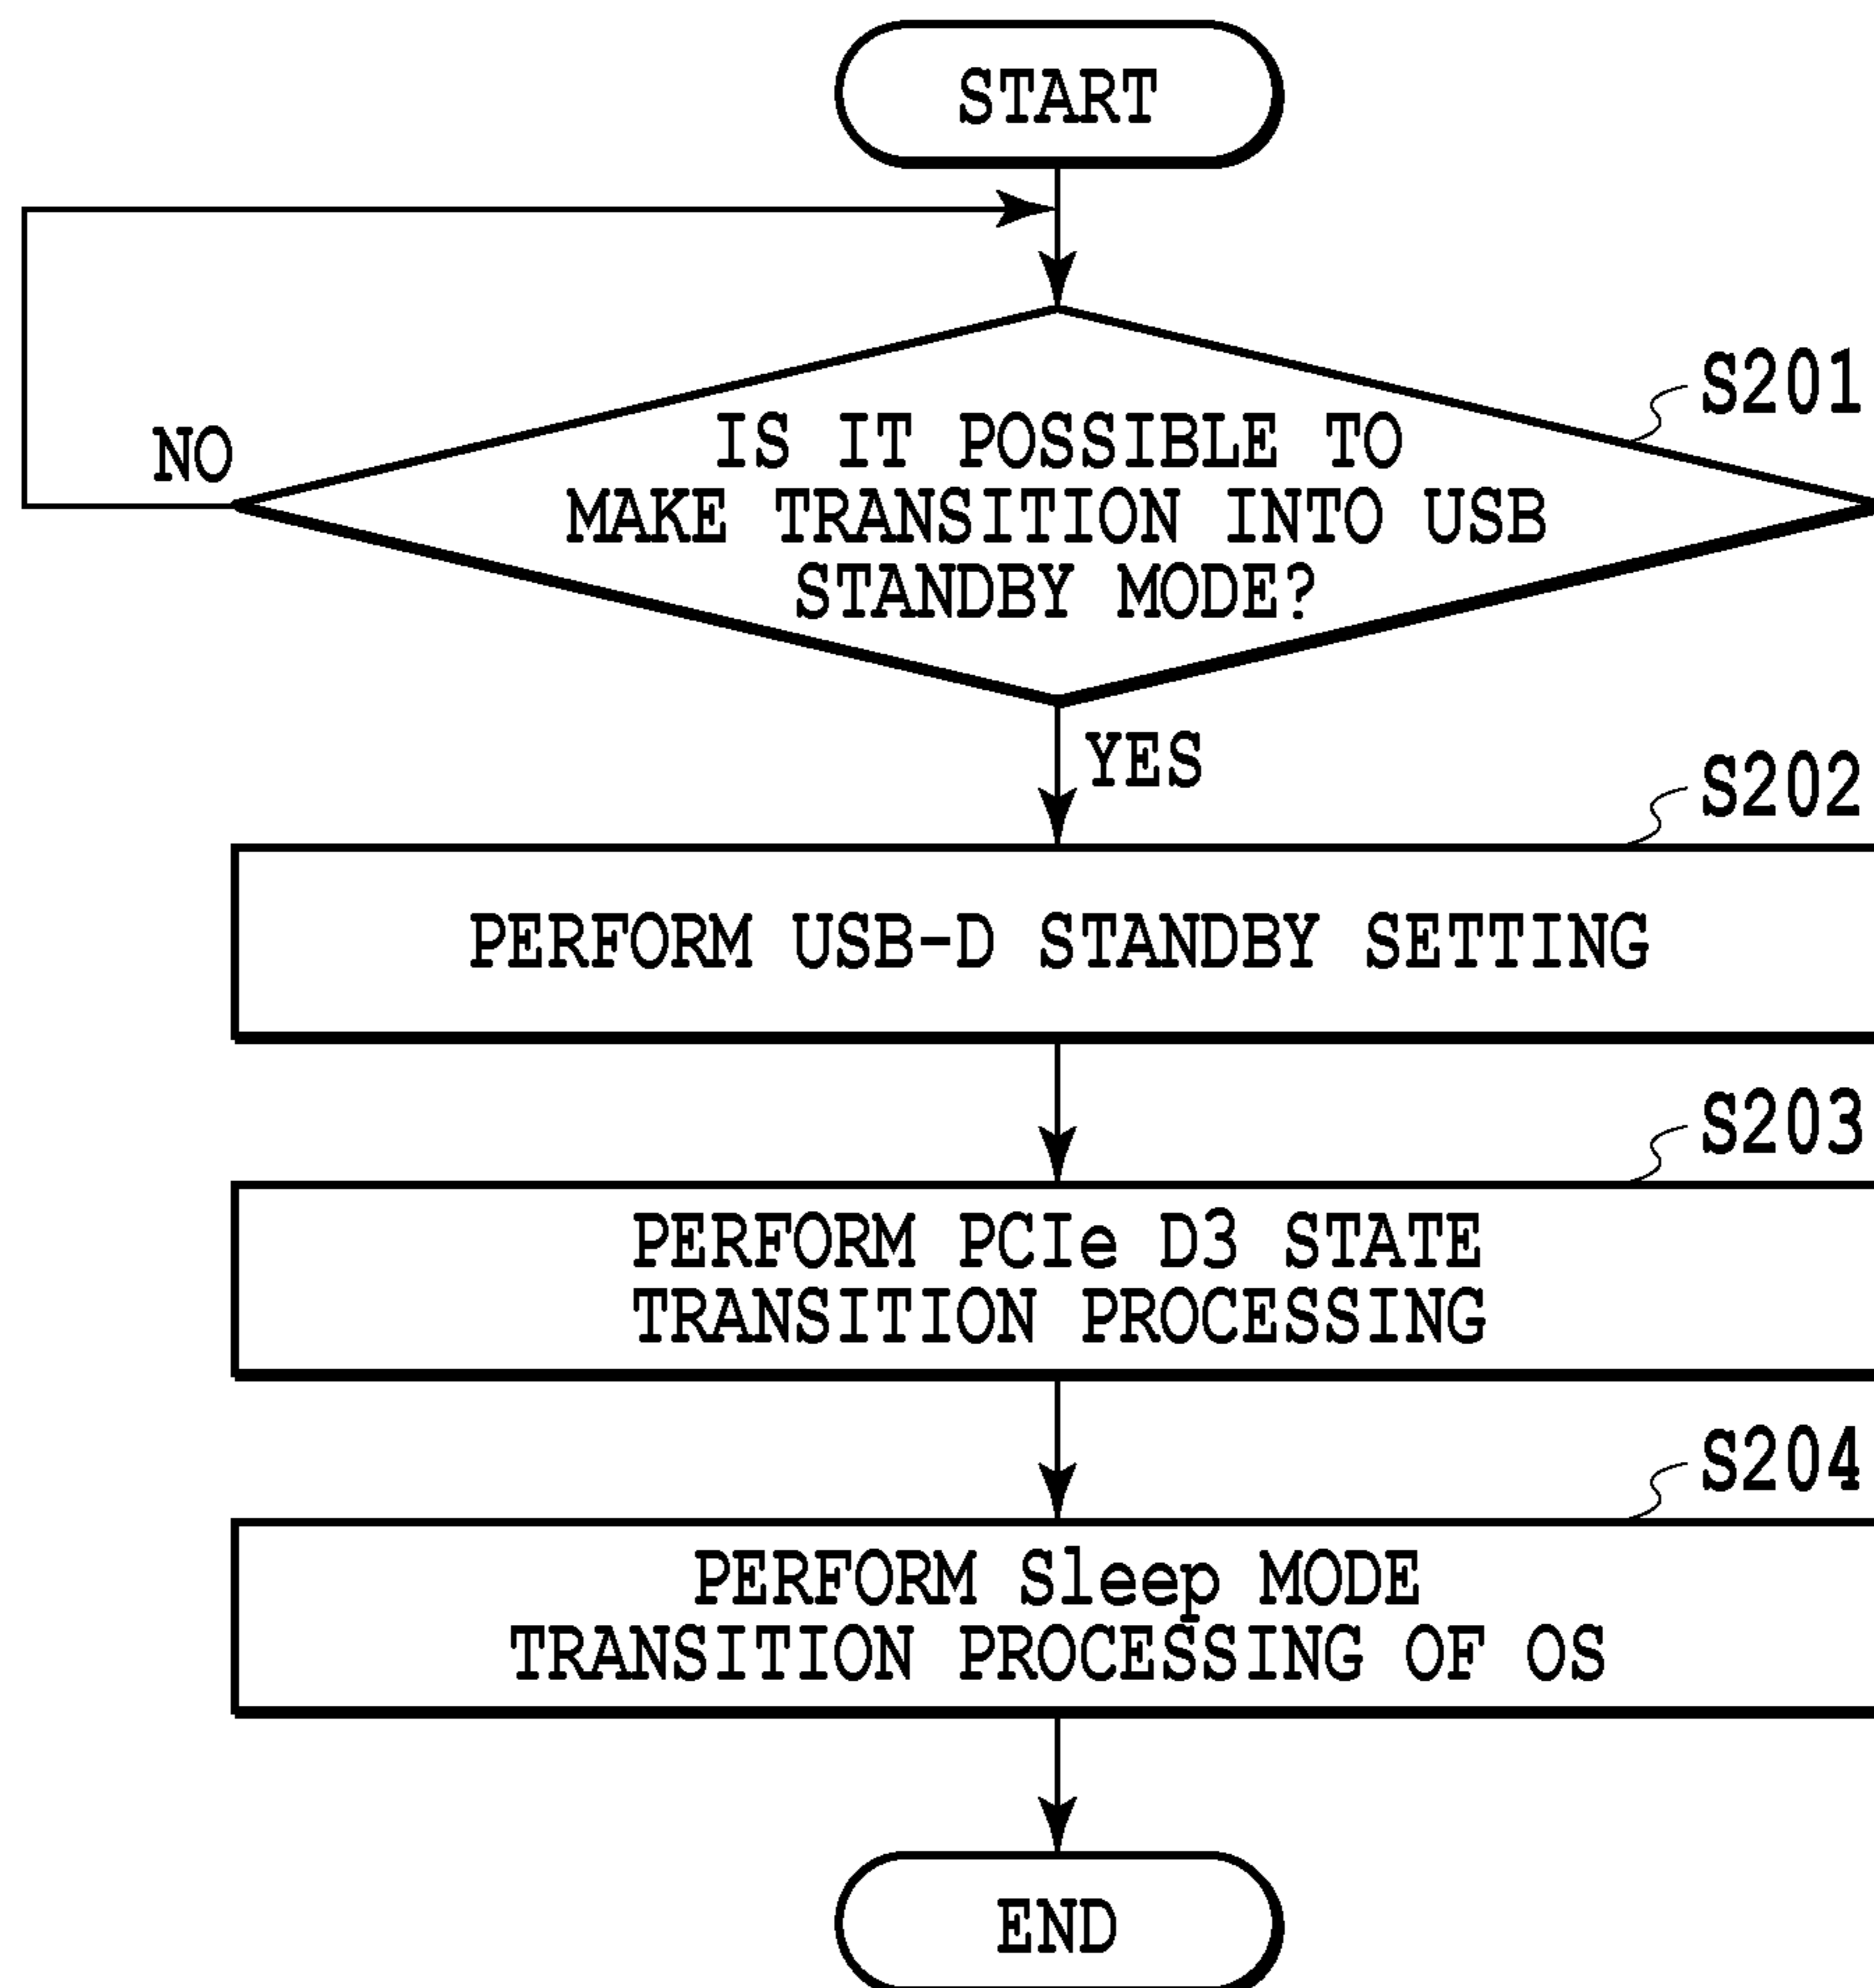 START
S201
IS IT POSSIBLE TO
MAKE TRANSITION INTO USB
STANDBY MODE?
NO
YES
S202
PERFORM USB-D STANDBY SETTING
S203
PERFORM PCIe D3 STATE
TRANSITION PROCESSING
S204
PERFORM Sleep MODE
TRANSITION PROCESSING OF OS
END